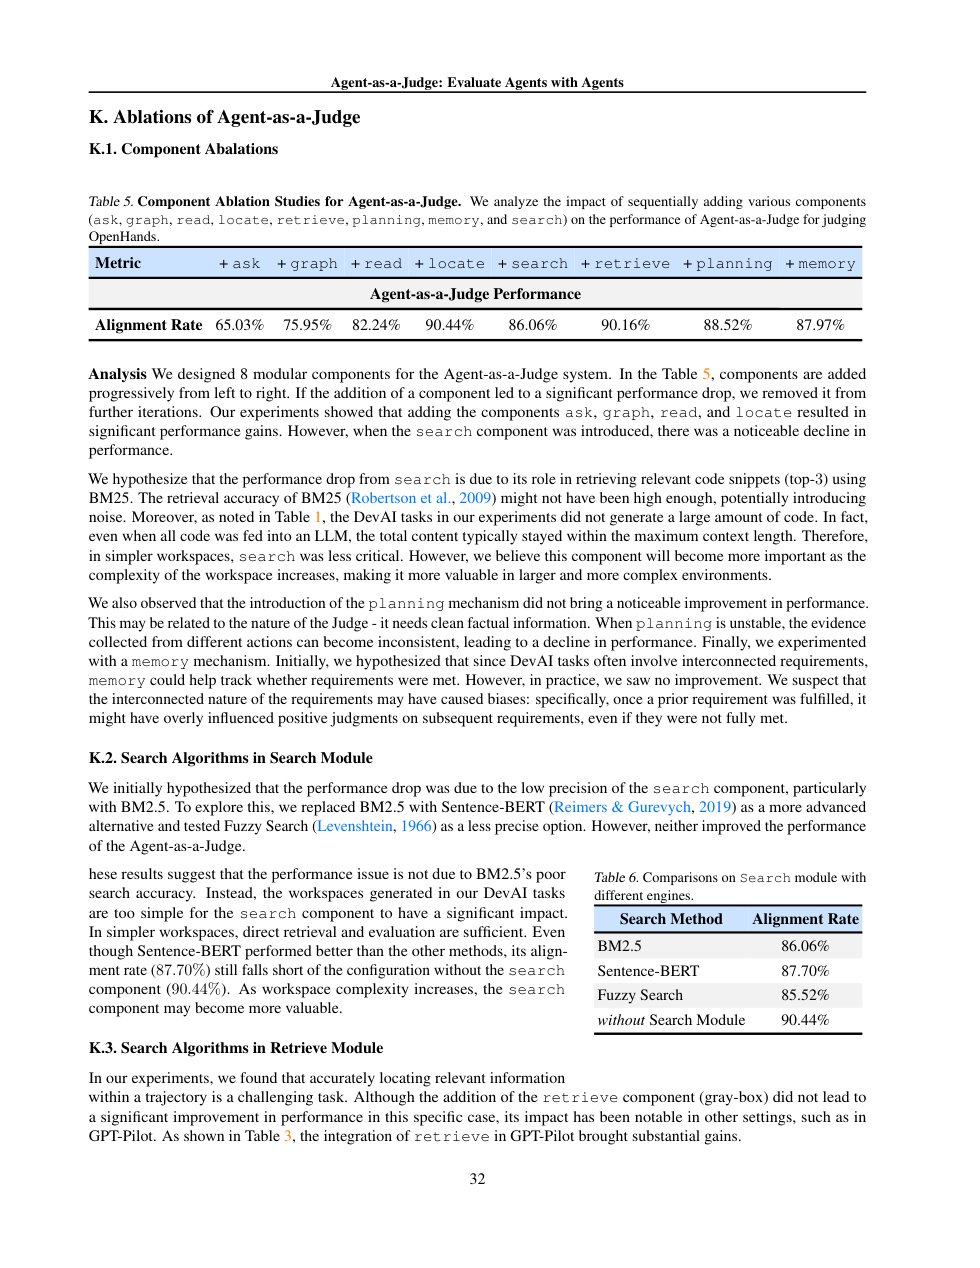 Agent-as-a-Judge: Evaluate Agents with Agents
K. Ablations of Agent-as-a-Judge
K.1. Component Abalations
Table 5. Component Ablation Studies for Agent-as-a-Judge. We analyze the impact of sequentially adding various components
(ask, graph, read, locate, retrieve, planning, memory, and search) on the performance of Agent-as-a-Judge for judging
OpenHands.
Metric + ask + graph + read + locate + search + retrieve + planning + memory
Agent-as-a-Judge Performance
Alignment Rate 65.03% 75.95% 82.24% 90.44% 86.06% 90.16% 88.52% 87.97%
Analysis We designed 8 modular components for the Agent-as-a-Judge system. In the Table 5, components are added
progressively from left to right. If the addition of a component led to a significant performance drop, we removed it from
further iterations. Our experiments showed that adding the components ask, graph, read, and locate resulted in
significant performance gains. However, when the search component was introduced, there was a noticeable decline in
performance.
We hypothesize that the performance drop from search is due to its role in retrieving relevant code snippets (top-3) using
BM25. The retrieval accuracy of BM25 (Robertson et al., 2009) might not have been high enough, potentially introducing
noise. Moreover, as noted in Table 1, the DevAI tasks in our experiments did not generate a large amount of code. In fact,
even when all code was fed into an LLM, the total content typically stayed within the maximum context length. Therefore,
in simpler workspaces, search was less critical. However, we believe this component will become more important as the
complexity of the workspace increases, making it more valuable in larger and more complex environments.
We also observed that the introduction of the planning mechanism did not bring a noticeable improvement in performance.
This may be related to the nature of the Judge - it needs clean factual information. When planning is unstable, the evidence
collected from different actions can become inconsistent, leading to a decline in performance. Finally, we experimented
with a memory mechanism. Initially, we hypothesized that since DevAI tasks often involve interconnected requirements,
memory could help track whether requirements were met. However, in practice, we saw no improvement. We suspect that
the interconnected nature of the requirements may have caused biases: specifically, once a prior requirement was fulfilled, it
might have overly influenced positive judgments on subsequent requirements, even if they were not fully met.
K.2. Search Algorithms in Search Module
We initially hypothesized that the performance drop was due to the low precision of the search component, particularly
with BM2.5. To explore this, we replaced BM2.5 with Sentence-BERT (Reimers & Gurevych, 2019) as a more advanced
alternative and tested Fuzzy Search (Levenshtein, 1966) as a less precise option. However, neither improved the performance
of the Agent-as-a-Judge.
hese results suggest that the performance issue is not due to BM2.5's poor
search accuracy. Instead, the workspaces generated in our DevAI tasks
are too simple for the search component to have a significant impact.
In simpler workspaces, direct retrieval and evaluation are sufficient. Even
though Sentence-BERT performed better than the other methods, its align-
ment rate (87.70%) still falls short of the configuration without the search
component (90.44%). As workspace complexity increases, the search
component may become more valuable.
Table 6. Comparisons on Search module with
different engines.
Search Method Alignment Rate
BM2.5 86.06%
Sentence-BERT 87.70%
Fuzzy Search 85.52%
without Search Module 90.44%
K.3. Search Algorithms in Retrieve Module
In our experiments, we found that accurately locating relevant information
within a trajectory is a challenging task. Although the addition of the retrieve component (gray-box) did not lead to
a significant improvement in performance in this specific case, its impact has been notable in other settings, such as in
GPT-Pilot. As shown in Table 3, the integration of retrieve in GPT-Pilot brought substantial gains.
32